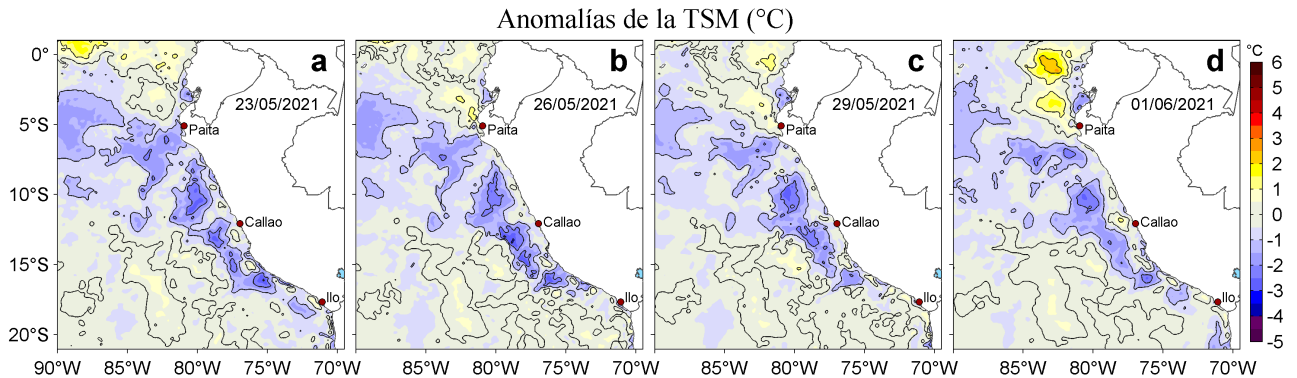 Anomalías de la TSM (°C)
a
b
c
d
°C
23/05/2021
26/05/2021
29/05/2021
01/06/2021
0°
5°S
10°S
15°S
20°S
Paita
Callao
Ilo
Paita
Callao
Ilo
Paita
Callao
Ilo
Paita
Callao
Ilo
90°W
85°W
80°W
75°W
70°W
85°W
80°W
75°W
70°W
85°W
80°W
75°W
70°W
85°W
80°W
75°W
70°W
6
5
4
3
2
1
0
-1
-2
-3
-4
-5